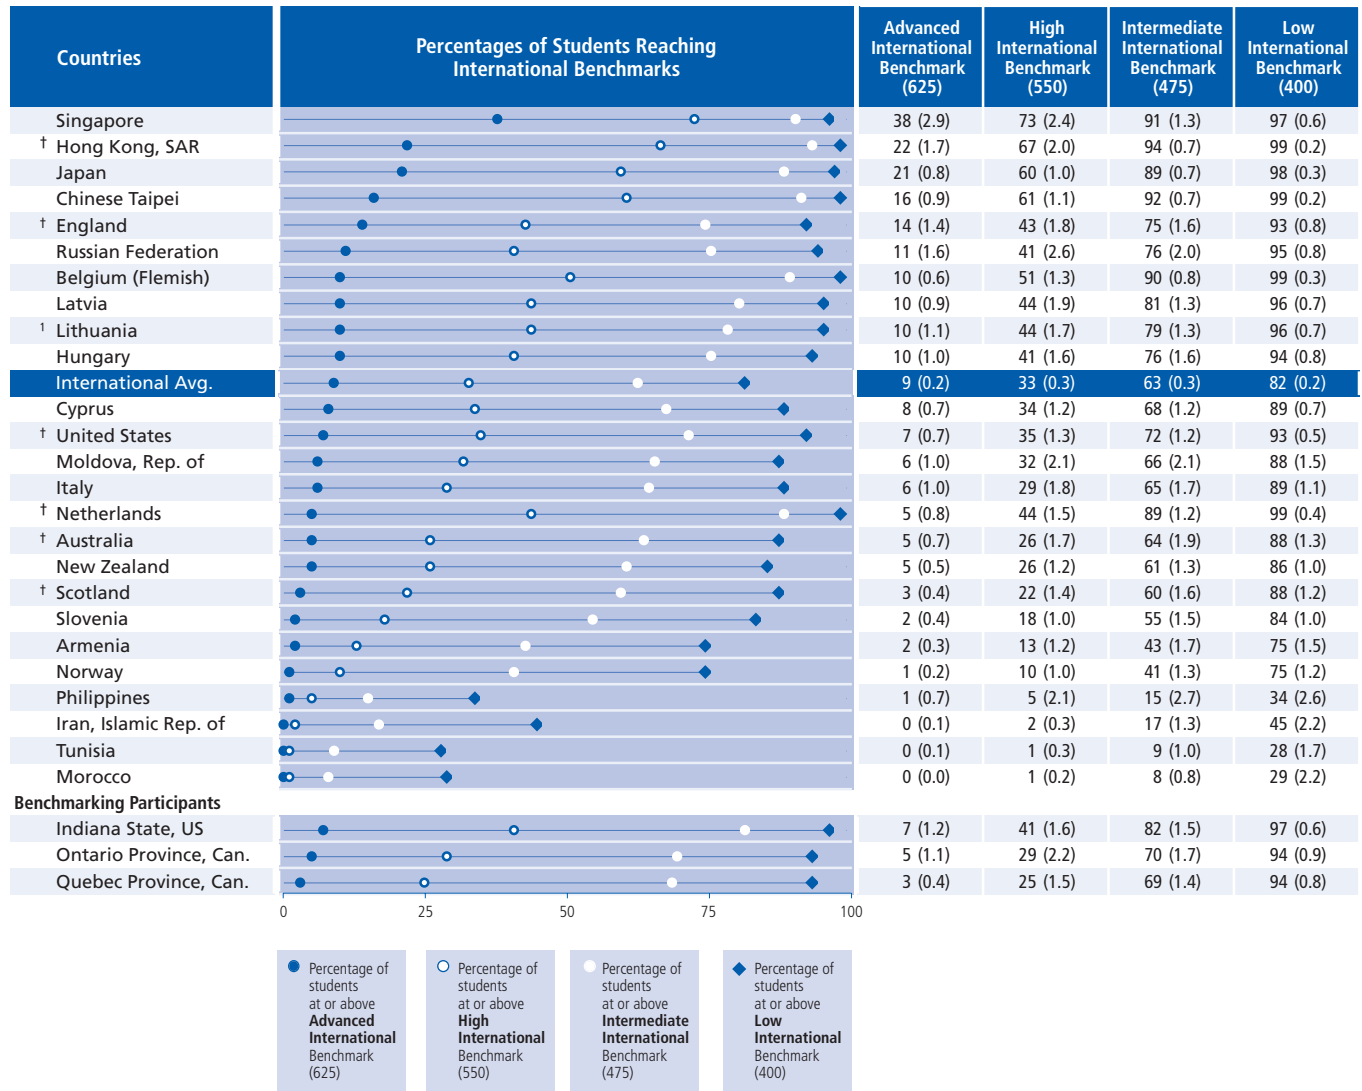 Countries
Percentages of Students Reaching
International Benchmarks
Advanced
International
Benchmark
(625)
High
International
Benchmark
(550)
Intermediate
International
Benchmark
(475)
Low
International
Benchmark
(400)
Singapore 38 (2.9) 73 (2.4) 91 (1.3) 97 (0.6)
† Hong Kong, SAR 22 (1.7) 67 (2.0) 94 (0.7) 99 (0.2)
Japan 21 (0.8) 60 (1.0) 89 (0.7) 98 (0.3)
Chinese Taipei 16 (0.9) 61 (1.1) 92 (0.7) 99 (0.2)
† England 14 (1.4) 43 (1.8) 75 (1.6) 93 (0.8)
Russian Federation 11 (1.6) 41 (2.6) 76 (2.0) 95 (0.8)
Belgium (Flemish) 10 (0.6) 51 (1.3) 90 (0.8) 99 (0.3)
Latvia 10 (0.9) 44 (1.9) 81 (1.3) 96 (0.7)
1 Lithuania 10 (1.1) 44 (1.7) 79 (1.3) 96 (0.7)
Hungary 10 (1.0) 41 (1.6) 76 (1.6) 94 (0.8)
International Avg. 9 (0.2) 33 (0.3) 63 (0.3) 82 (0.2)
Cyprus 8 (0.7) 34 (1.2) 68 (1.2) 89 (0.7)
† United States 7 (0.7) 35 (1.3) 72 (1.2) 93 (0.5)
Moldova, Rep. of 6 (1.0) 32 (2.1) 66 (2.1) 88 (1.5)
Italy 6 (1.0) 29 (1.8) 65 (1.7) 89 (1.1)
† Netherlands 5 (0.8) 44 (1.5) 89 (1.2) 99 (0.4)
† Australia 5 (0.7) 26 (1.7) 64 (1.9) 88 (1.3)
New Zealand 5 (0.5) 26 (1.2) 61 (1.3) 86 (1.0)
† Scotland 3 (0.4) 22 (1.4) 60 (1.6) 88 (1.2)
Slovenia 2 (0.4) 18 (1.0) 55 (1.5) 84 (1.0)
Armenia 2 (0.3) 13 (1.2) 43 (1.7) 75 (1.5)
Norway 1 (0.2) 10 (1.0) 41 (1.3) 75 (1.2)
Philippines 1 (0.7) 5 (2.1) 15 (2.7) 34 (2.6)
Iran, Islamic Rep. of 0 (0.1) 2 (0.3) 17 (1.3) 45 (2.2)
Tunisia 0 (0.1) 1 (0.3) 9 (1.0) 28 (1.7)
Morocco 0 (0.0) 1 (0.2) 8 (0.8) 29 (2.2)
Benchmarking Participants
Indiana State, US 7 (1.2) 41 (1.6) 82 (1.5) 97 (0.6)
Ontario Province, Can. 5 (1.1) 29 (2.2) 70 (1.7) 94 (0.9)
Quebec Province, Can. 3 (0.4) 25 (1.5) 69 (1.4) 94 (0.8)
0 25 50 75 100
Percentage of
students
at or above
Advanced
International
Benchmark
(625)
Percentage of
students
at or above
High
International
Benchmark
(550)
Percentage of
students
at or above
Intermediate
International
Benchmark
(475)
Percentage of
students
at or above
Low
International
Benchmark
(400)